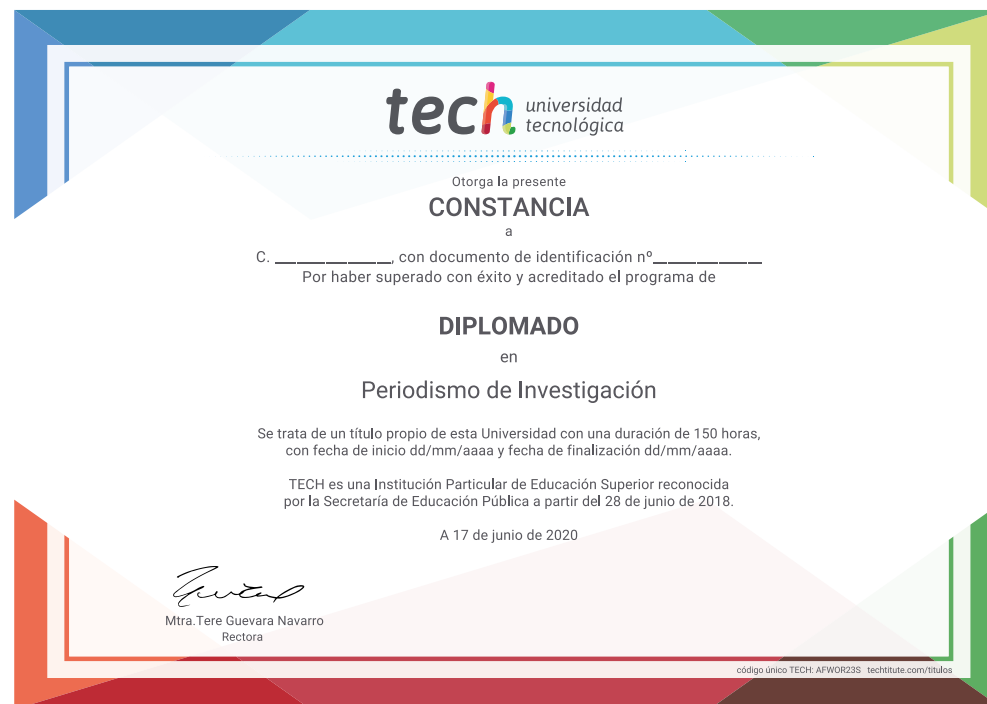 tech universidad
tecnológica
Otorga la presente
CONSTANCIA
a
C. ________________, con documento de identificación nº_______________
Por haber superado con éxito y acreditado el programa de
DIPLOMADO
en
Periodismo de Investigación
Se trata de un título propio de esta Universidad con una duración de 150 horas,
con fecha de inicio dd/mm/aaaa y fecha de finalización dd/mm/aaaa.
TECH es una Institución Particular de Educación Superior reconocida
por la Secretaría de Educación Pública a partir del 28 de junio de 2018.
A 17 de junio de 2020
Mtra.Tere Guevara Navarro
Rectora
código único TECH: AFWOR23S techtitute.com/titulos